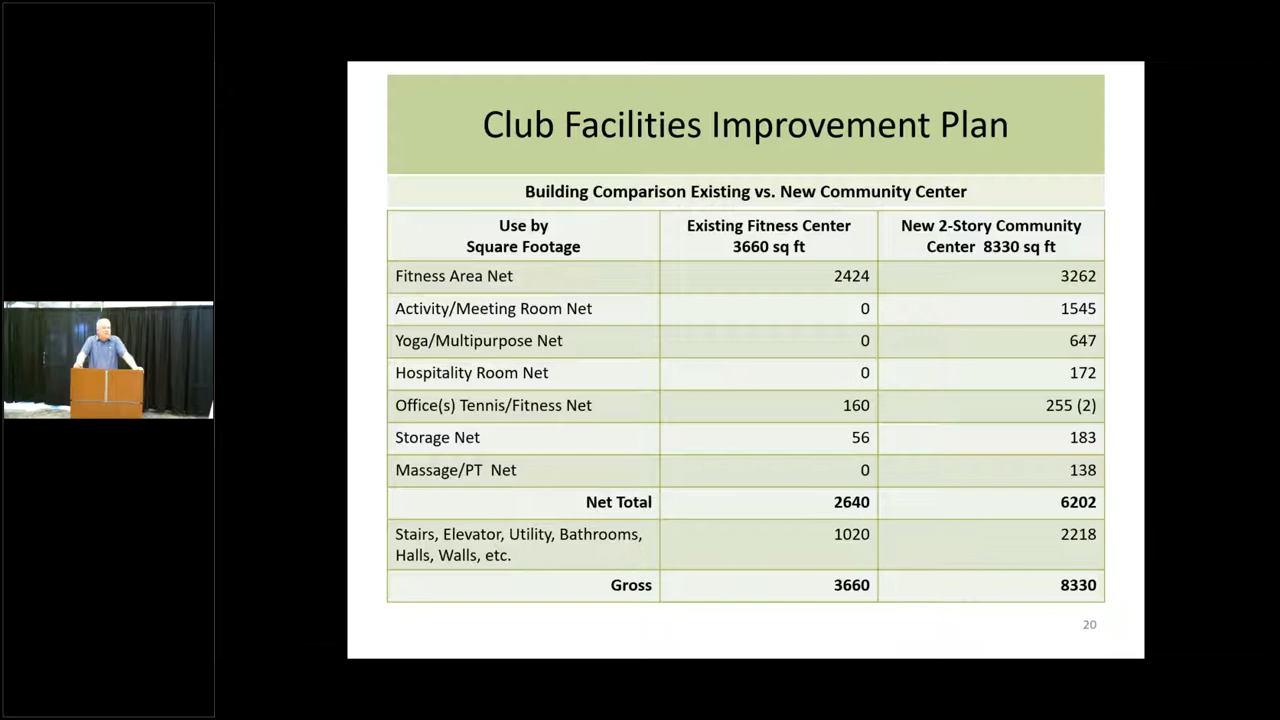 Club Facilities Improvement Plan
Building Comparison Existing vs. New Community Center
Use by
Square Footage
Existing Fitness Center
3660 sq ft
New 2-Story Community
Center 8330 sq ft
Fitness Area Net 2424 3262
Activity/Meeting Room Net 0 1545
Yoga/Multipurpose Net 0 647
Hospitality Room Net 0 172
Office(s) Tennis/Fitness Net 160 255 (2)
Storage Net 56 183
Massage/PT Net 0 138
Net Total 2640 6202
Stairs, Elevator, Utility, Bathrooms, 1020 2218
Halls, Walls, etc.
Gross 3660 8330
20